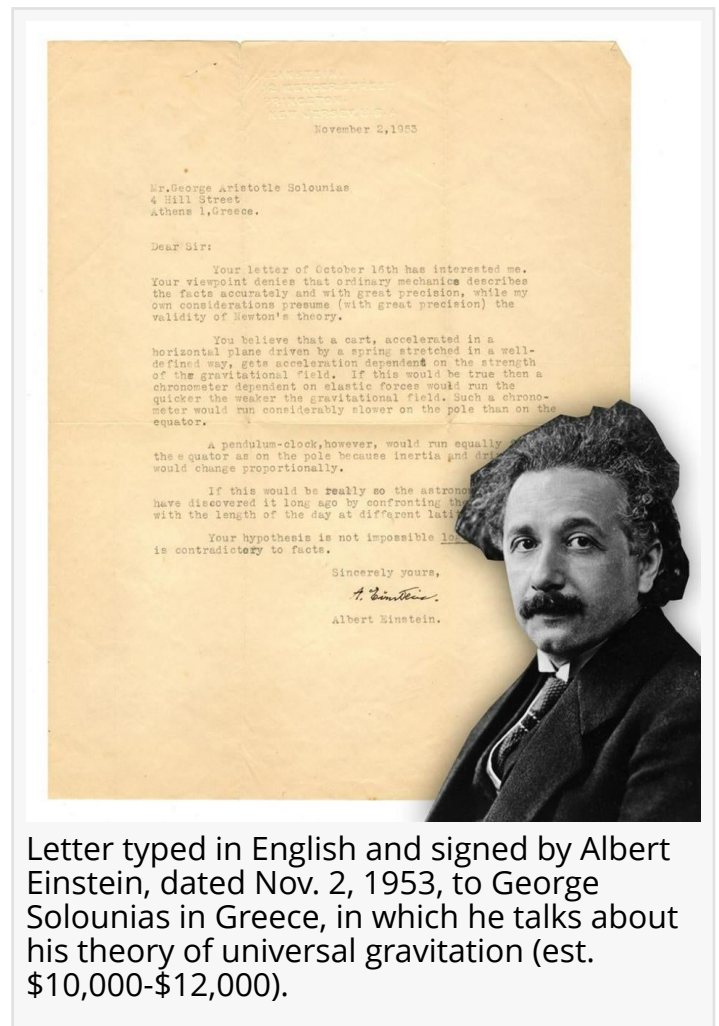 PRINCETON
November 2,1953
Mr.George Aristotle Solounias
4 Hill Street
Athens 1,Greece.
Dear Sir:
Your letter of October 16th has interested me.
Your viewpoint denies that ordinary mechanics describes
the facts accurately and with great precision, while my
own considerations presume (with great precision) the
validity of Newton's theory.
You believe that a cart, accelerated in a
horizontal plane driven by a spring stretched in a well-
defined way, gets acceleration dependent on the strength
of the gravitational field. If this would be true then a
chronometer dependent on elastic forces would run the
quicker the weaker the gravitational field. Such a chrono-
meter would run considerably slower on the pole than on the
equator.
A pendulum-clock,however, would run equally
the equator as on the pole because inertia and
would change proportionally.
If this would be really so the
have discovered it long ago by confronting the
with the length of the day at different
Your hypothesis is not impossible
is contradictory to facts.
Sincerely yours,
A. Einstein.
Albert Einstein.
Letter typed in English and signed by Albert
Einstein, dated Nov. 2, 1953, to George
Solounias in Greece, in which he talks about
his theory of universal gravitation (est.
$10,000-$12,000).